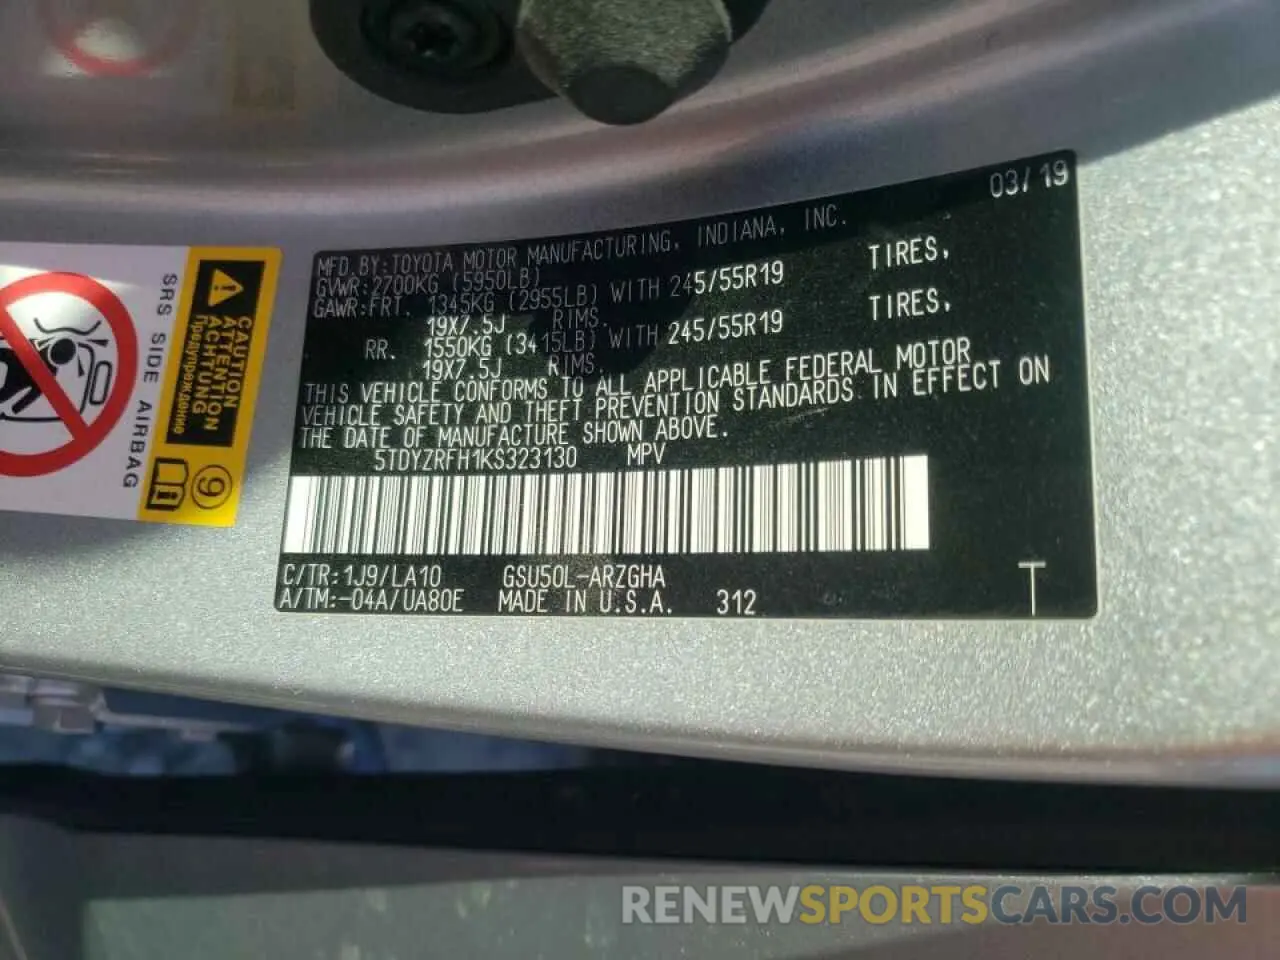 03/19
MFD.BY:TOYOTA MOTOR MANUFACTURING, INDIANA, INC.
GVWR:2700KG (5950LB)
GAWR:FRT. 1345KG (2955LB) WITH 245/55R19 TIRES,
19X7.5J RIMS.
RR. 1550KG (3415LB) WITH 245/55R19 TIRES,
19X7.5J RIMS.
THIS VEHICLE CONFORMS TO ALL APPLICABLE FEDERAL MOTOR
VEHICLE SAFETY AND THEFT PREVENTION STANDARDS IN EFFECT ON
THE DATE OF MANUFACTURE SHOWN ABOVE.
5TDYZRFH1KS323130 MPV
C/TR:1J9/LA10 GSU50L-ARZGHA
A/TM:-04A/UA80E MADE IN U.S.A. 312
T
CAUTION
ATTENTION
ACHTUNG
Предупреждению
9
SRS SIDE AIRBAG
RENEWSPORTSCARS.COM